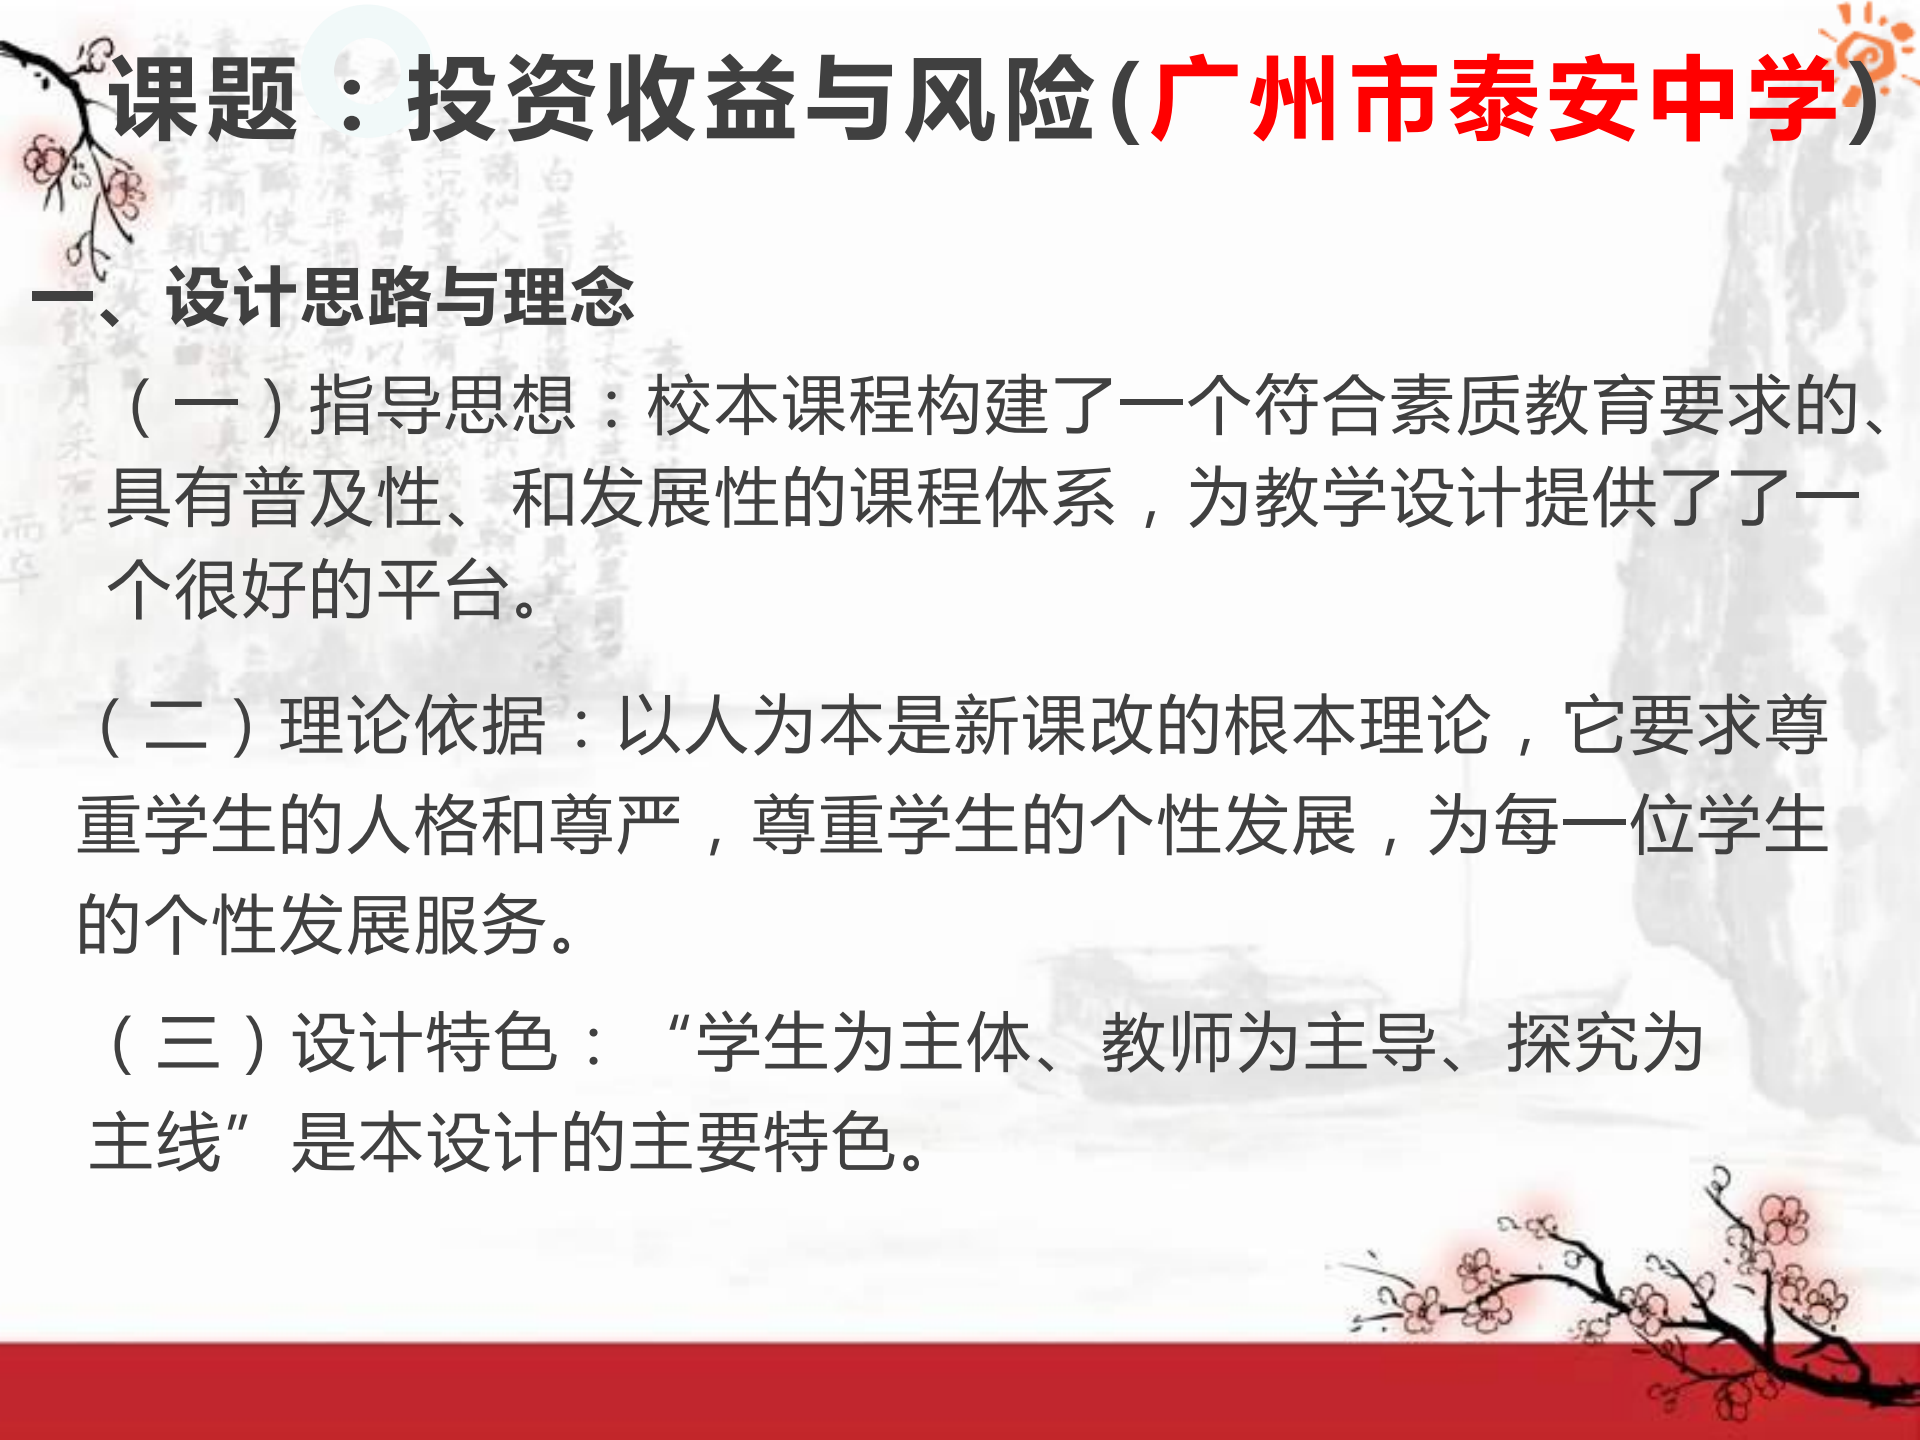 课题：投资收益与风险(广州市泰安中学)
一、设计思路与理念
（一）指导思想：校本课程构建了一个符合素质教育要求的、
具有普及性、和发展性的课程体系，为教学设计提供了了一
个很好的平台。
（二）理论依据：以人为本是新课改的根本理论，它要求尊
重学生的人格和尊严，尊重学生的个性发展，为每一位学生
的个性发展服务。
（三）设计特色：“学生为主体、教师为主导、探究为
主线”是本设计的主要特色。